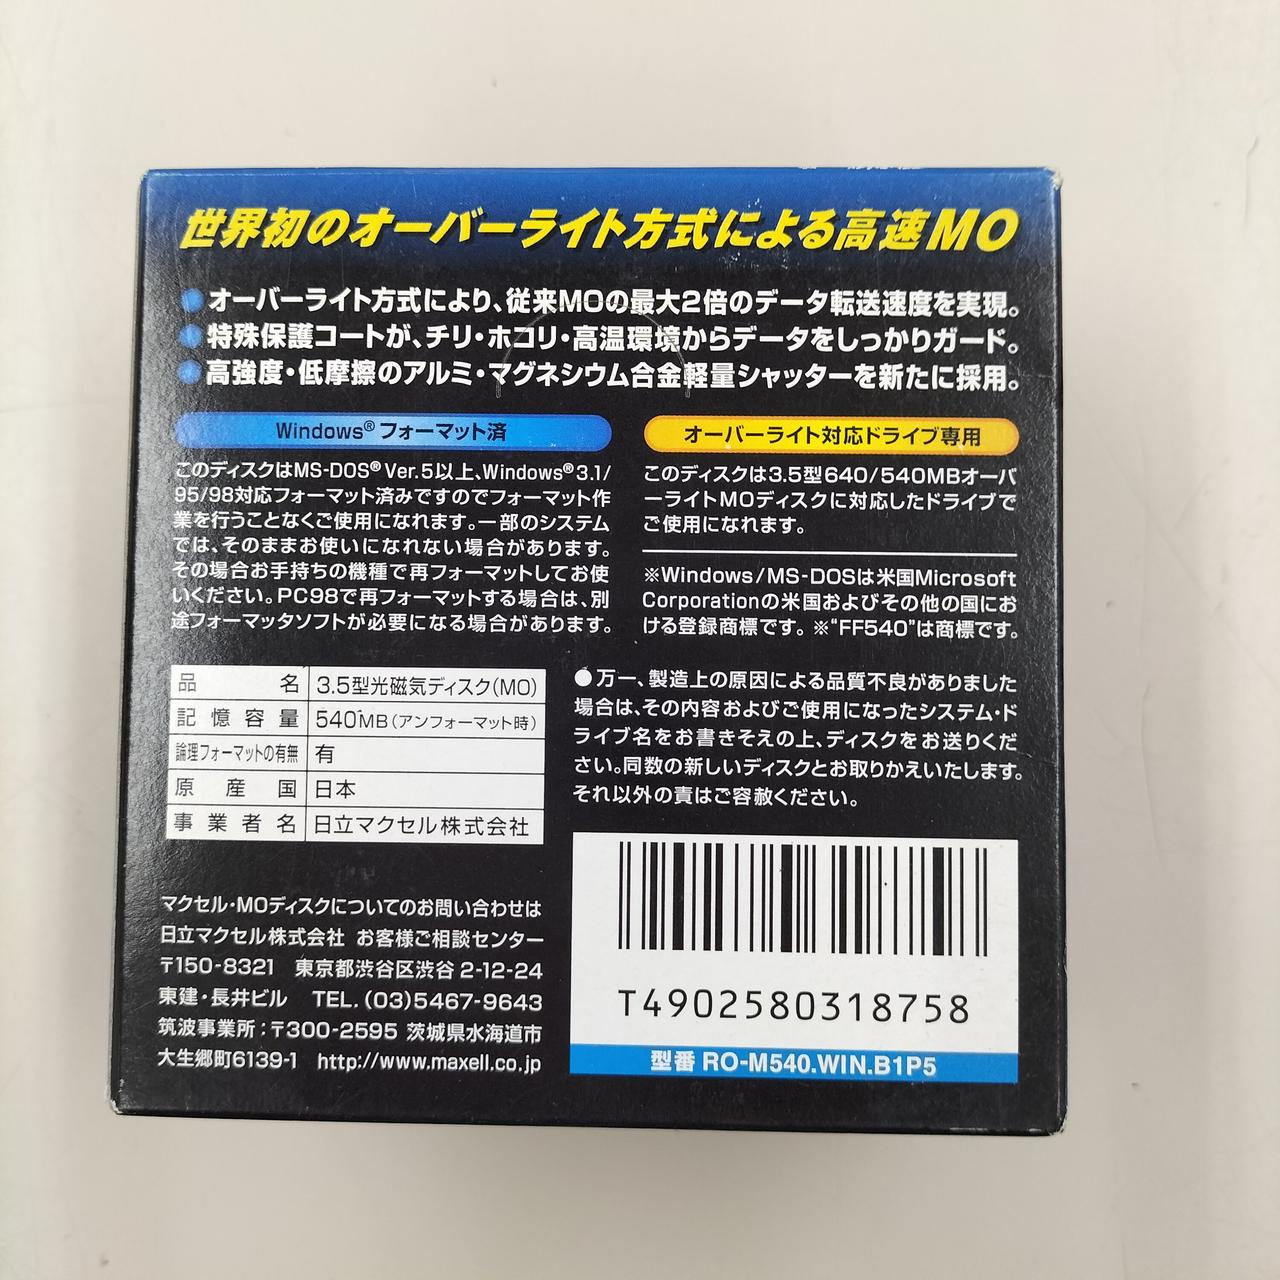 世界初のオーバーライト方式による高速MO
●オーバーライト方式により、従来MOの最大2倍のデータ転送速度を実現。
●特殊保護コートが、チリ・ホコリ・高温環境からデータをしっかりガード。
●高強度・低摩擦のアルミ・マグネシウム合金軽量シャッターを新たに採用。
Windows®フォーマット済
このディスクはMS-DOS®Ver.5以上、Windows®3.1/
95/98対応フォーマット済みですのでフォーマット作
業を行うことなくご使用になれます。一部のシステム
では、そのままお使いになれない場合があります。
その場合お手持ちの機種で再フォーマットしてお使
いください。PC98で再フォーマットする場合は、別
途フォーマッタソフトが必要になる場合があります。
オーバーライト対応ドライブ専用
このディスクは3.5型640/540MBオーバ
ーライトMOディスクに対応したドライブで
ご使用になれます。
※Windows/MS-DOSは米国Microsoft
Corporationの米国およびその他の国にお
ける登録商標です。※“FF540”は商標です。
品名 3.5型光磁気ディスク(MO)
記憶容量 540MB(アンフォーマット時)
論理フォーマットの有無 有
原産国 日本
事業者名 日立マクセル株式会社
●万一、製造上の原因による品質不良がありました
場合は、その内容およびご使用になったシステム・ド
ライブ名をお書きそえの上、ディスクをお送りくだ
さい。同数の新しいディスクとお取りかえいたします。
それ以外の責はご容赦ください。
マクセル・MOディスクについてのお問い合わせは
日立マクセル株式会社 お客様ご相談センター
〒150-8321 東京都渋谷区渋谷2-12-24
東建・長井ビル TEL.(03)5467-9643
筑波事業所:〒300-2595 茨城県水海道市
大生郷町6139-1 http://www.maxell.co.jp
T4902580318758
型番 RO-M540.WIN.B1P5